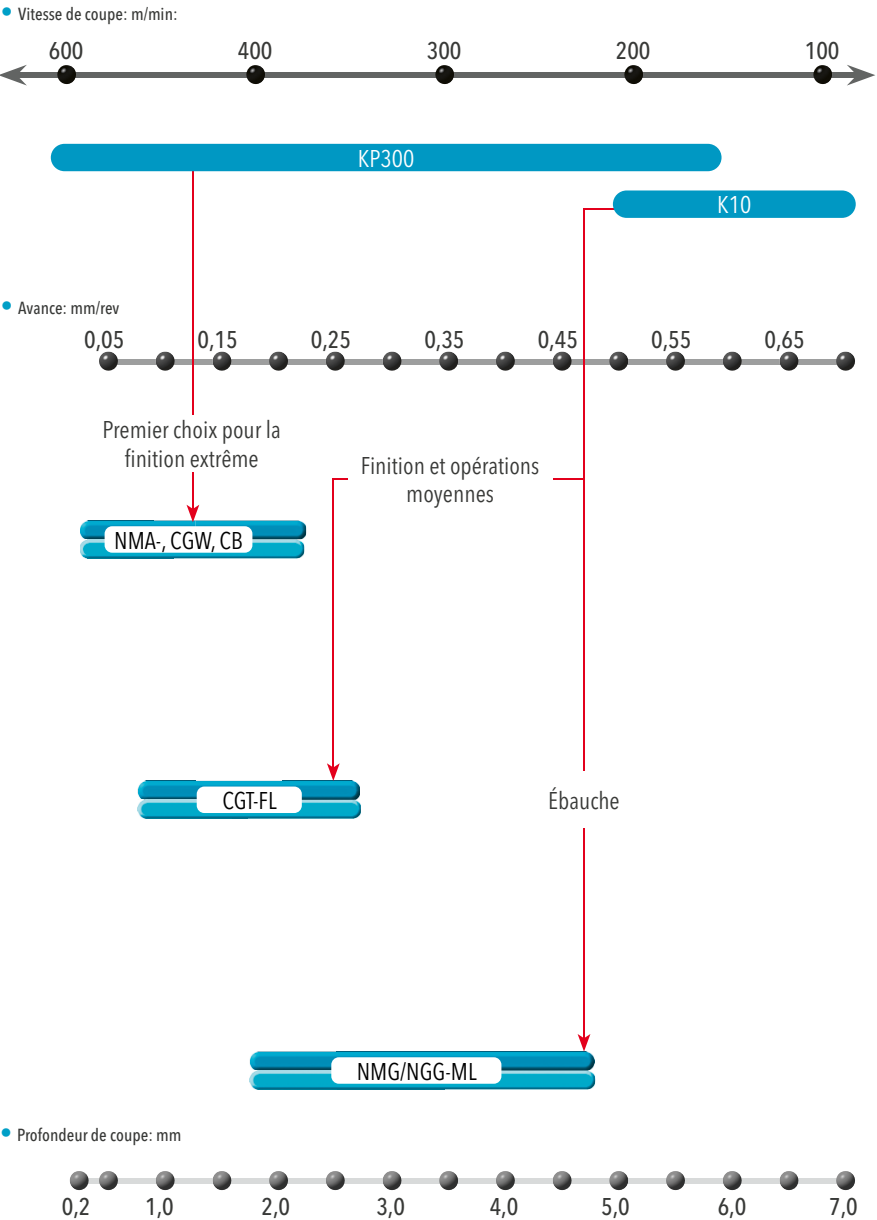 Vitesse de coupe: m/min:
600 400 300 200 100
KP300
K10
Avance: mm/rev
0,05 0,15 0,25 0,35 0,45 0,55 0,65
Premier choix pour la
finition extrême
Finition et opérations
moyennes
NMA-, CGW, CB
CGT-FL
Ébauche
NMG/NGG-ML
Profondeur de coupe: mm
0,2 1,0 2,0 3,0 4,0 5,0 6,0 7,0